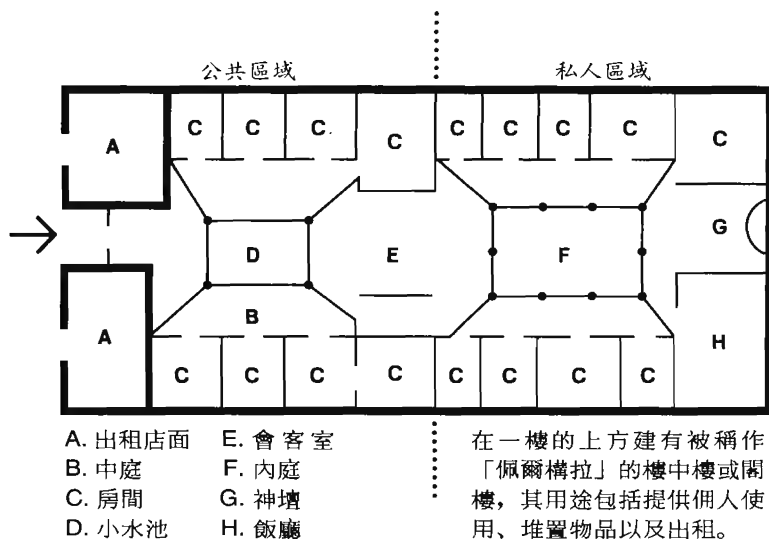 公共區域 私人區域
C C C C C C C C C
A
D E F G
B
A H
C C C C C C C C
A. 出租店面 E. 會客室
B. 中庭 F. 內庭
C. 房間 G. 神壇
D. 小水池 H. 飯廳
在一樓的上方建有被稱作
「佩爾構拉」的樓中樓或閣
樓，其用途包括提供佣人使
用、堆置物品以及出租。